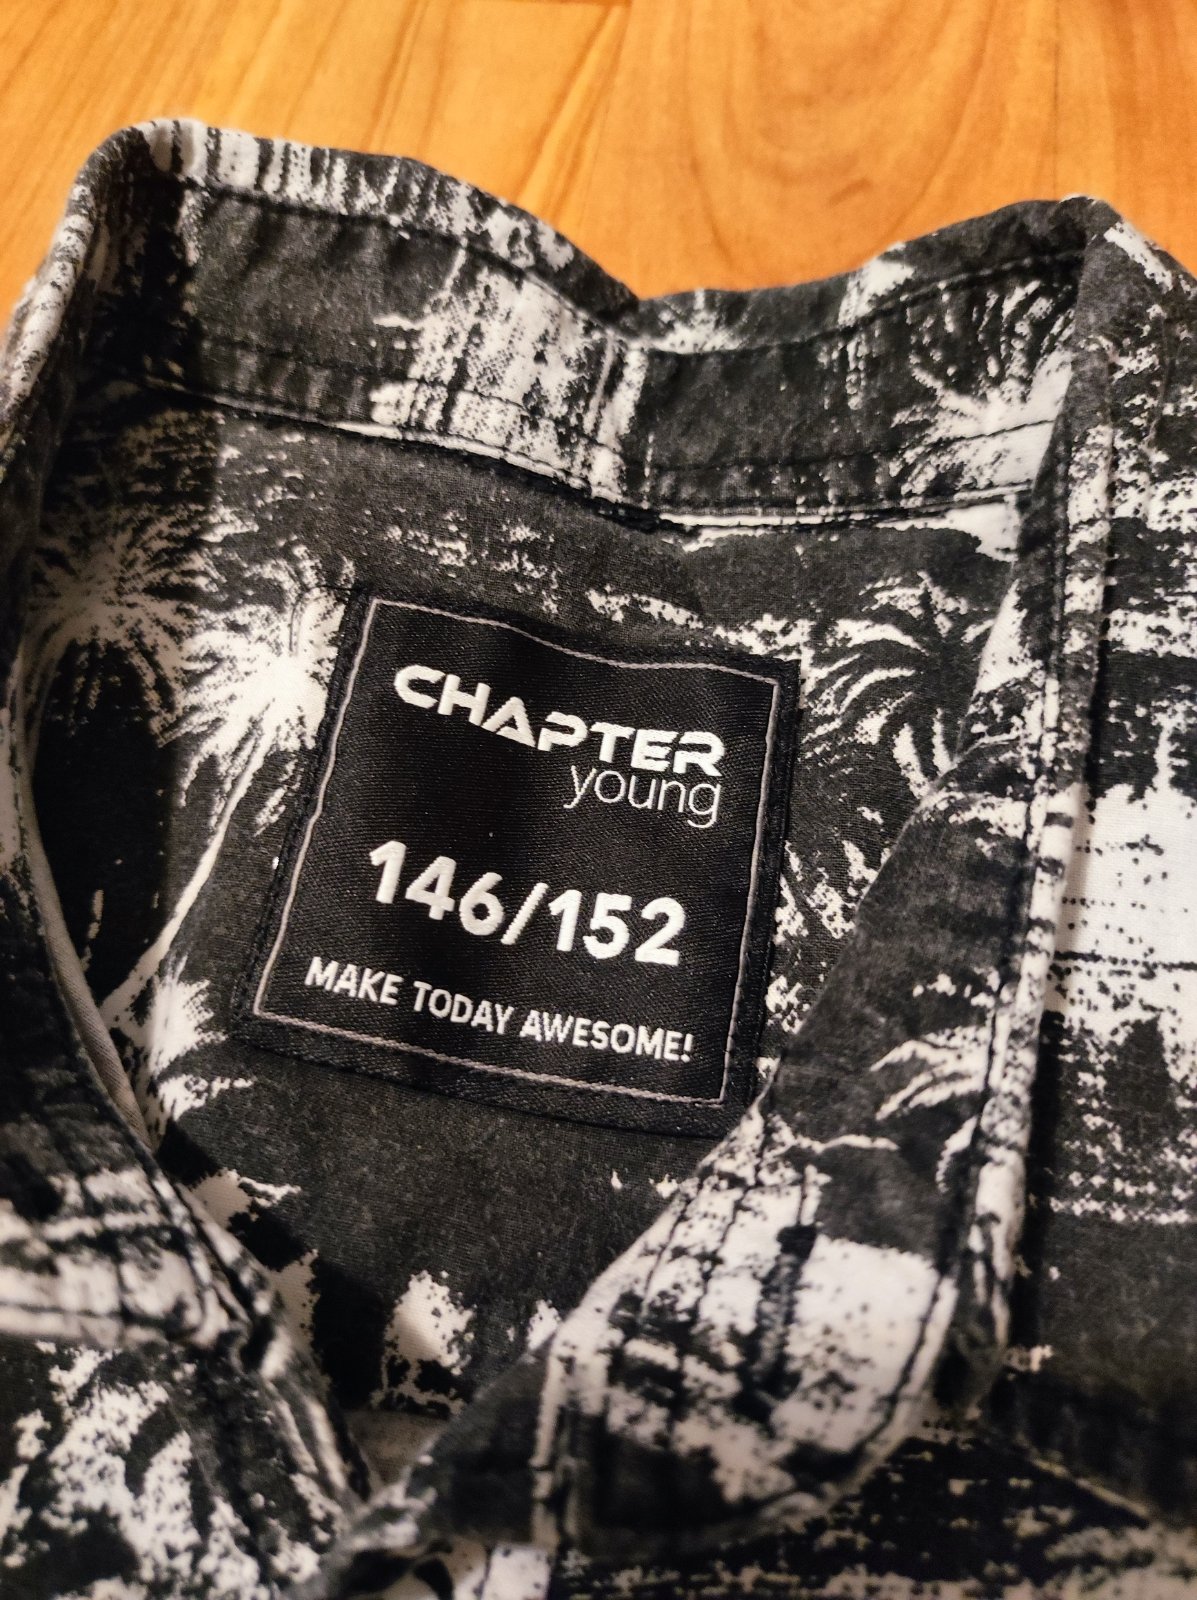 CHAPTER
young
146/152
MAKE TODAY AWESOME!